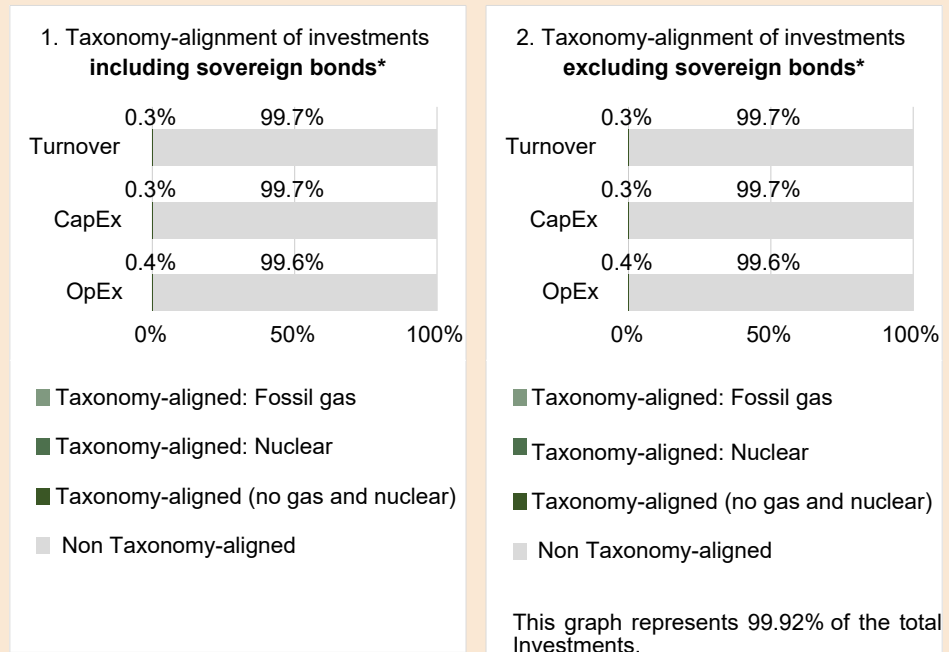 1. Taxonomy-alignment of investments
including sovereign bonds*
0.3% 99.7%
Turnover
0.3% 99.7%
CapEx
0.4% 99.6%
OpEx
0% 50% 100%
Taxonomy-aligned: Fossil gas
Taxonomy-aligned: Nuclear
Taxonomy-aligned (no gas and nuclear)
Non Taxonomy-aligned
2. Taxonomy-alignment of investments
excluding sovereign bonds*
0.3% 99.7%
Turnover
0.3% 99.7%
CapEx
0.4% 99.6%
OpEx
0% 50% 100%
Taxonomy-aligned: Fossil gas
Taxonomy-aligned: Nuclear
Taxonomy-aligned (no gas and nuclear)
Non Taxonomy-aligned
This graph represents 99.92% of the total
Investments.